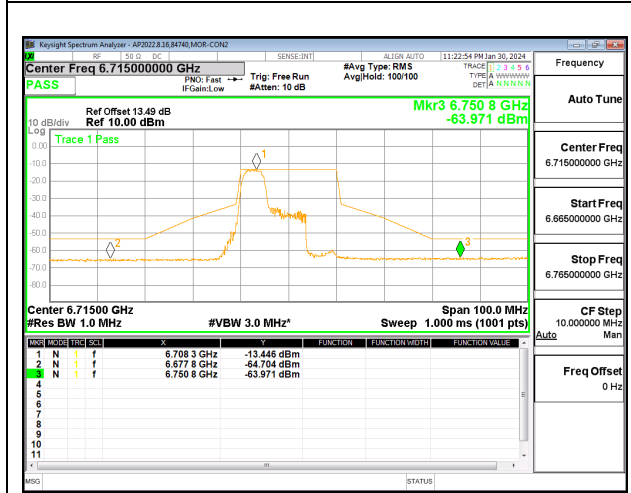 Keysight Spectrum Analyzer - AP2022.8.16,84740,MOR-CON2
RF 50 Ω DC SENSE:INT ALIGN AUTO 11:22:54 PM Jan 30, 2024
Center Freq 6.715000000 GHz
PASS
PNO: Fast
IFGain:Low
Trig: Free Run
#Atten: 10 dB
#Avg Type: RMS
Avg|Hold: 100/100
TRACE 1 2 3 4 5 6
TYPE A WWWWW
DET A N N N N N
Ref Offset 13.49 dB
Ref 10.00 dBm
10 dB/div
Log
Mkr3 6.750 8 GHz
-63.971 dBm
Trace 1 Pass
0.00
-10.0
-20.0
-30.0
-40.0
-50.0
-60.0
-70.0
-80.0
1
2
3
Center 6.71500 GHz Span 100.0 MHz
#Res BW 1.0 MHz #VBW 3.0 MHz* Sweep 1.000 ms (1001 pts)
MKR MODE TRC SCL X Y FUNCTION FUNCTION WIDTH FUNCTION VALUE
1 N 1 f 6.708 3 GHz -13.446 dBm
2 N 1 f 6.677 8 GHz -64.704 dBm
3 N 1 f 6.750 8 GHz -63.971 dBm
4
5
6
7
8
9
10
11
MSG STATUS
Frequency
Auto Tune
Center Freq
6.715000000 GHz
Start Freq
6.665000000 GHz
Stop Freq
6.765000000 GHz
CF Step
10.000000 MHz
Auto Man
Freq Offset
0 Hz